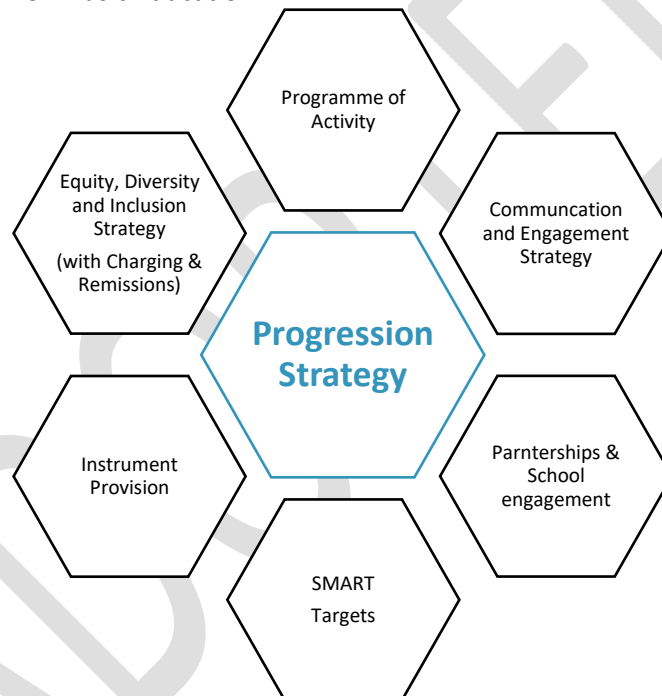 Programme of
Activity
Equity, Diversity
and Inclusion
Strategy
(with Charging &
Remissions)
Communcation
and Engagement
Strategy
Progression
Strategy
Instrument
Provision
Parnterships &
School
engagement
SMART
Targets